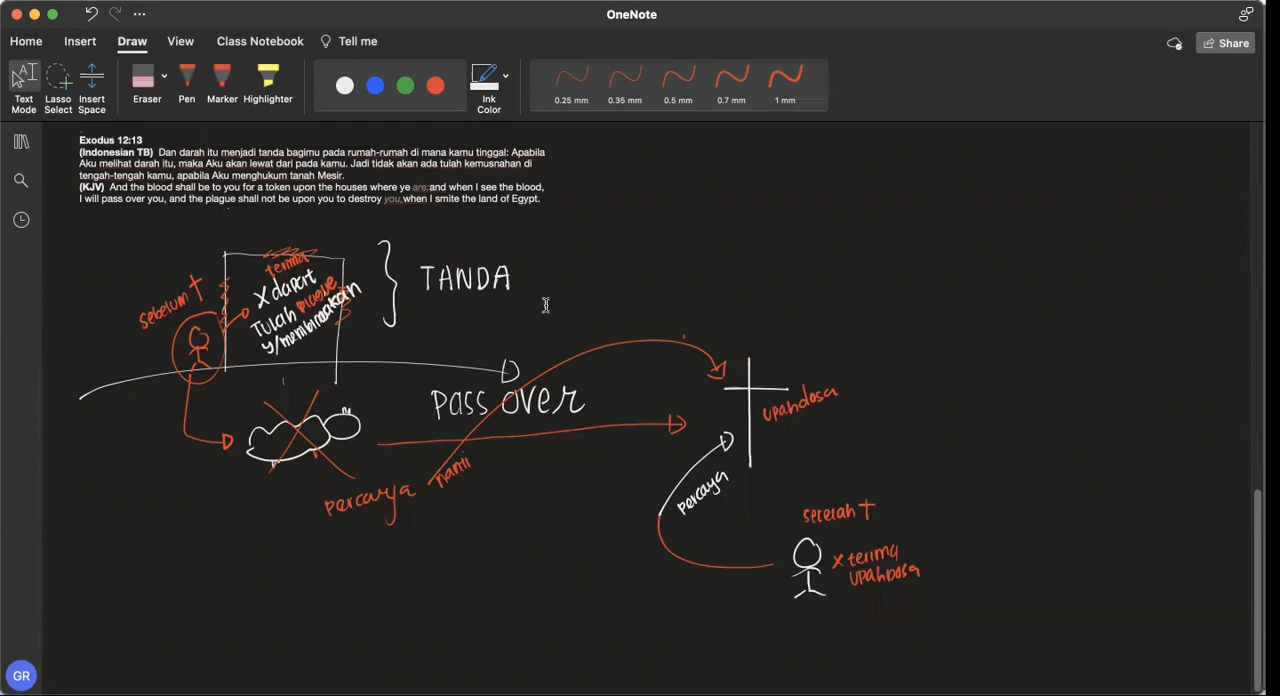 OneNote
Home Insert Draw View Class Notebook Tell me
Share
Text Mode
Lasso Select
Insert Space
Eraser
Pen
Marker
Highlighter
Ink Color
0.25 mm
0.35 mm
0.5 mm
0.7 mm
1 mm
Exodus 12:13
(Indonesian TB) Dan darah itu menjadi tanda bagimu pada rumah-rumah di mana kamu tinggal: Apabila
Aku melihat darah itu, maka Aku akan lewat dari pada kamu. Jadi tidak akan ada tulah kemusnahan di
tengah-tengah kamu, apabila Aku menghukum tanah Mesir.
(KJV) And the blood shall be to you for a token upon the houses where ye are: and when I see the blood,
I will pass over you, and the plague shall not be upon you to destroy you, when I smite the land of Egypt.
sebelum
terima
X dapart
Tulah plague
y/membinasakan
TANDA
PASS OVER
upahdosa
percaya nanti
percaya
setelah
x terima
upahdosa
GR